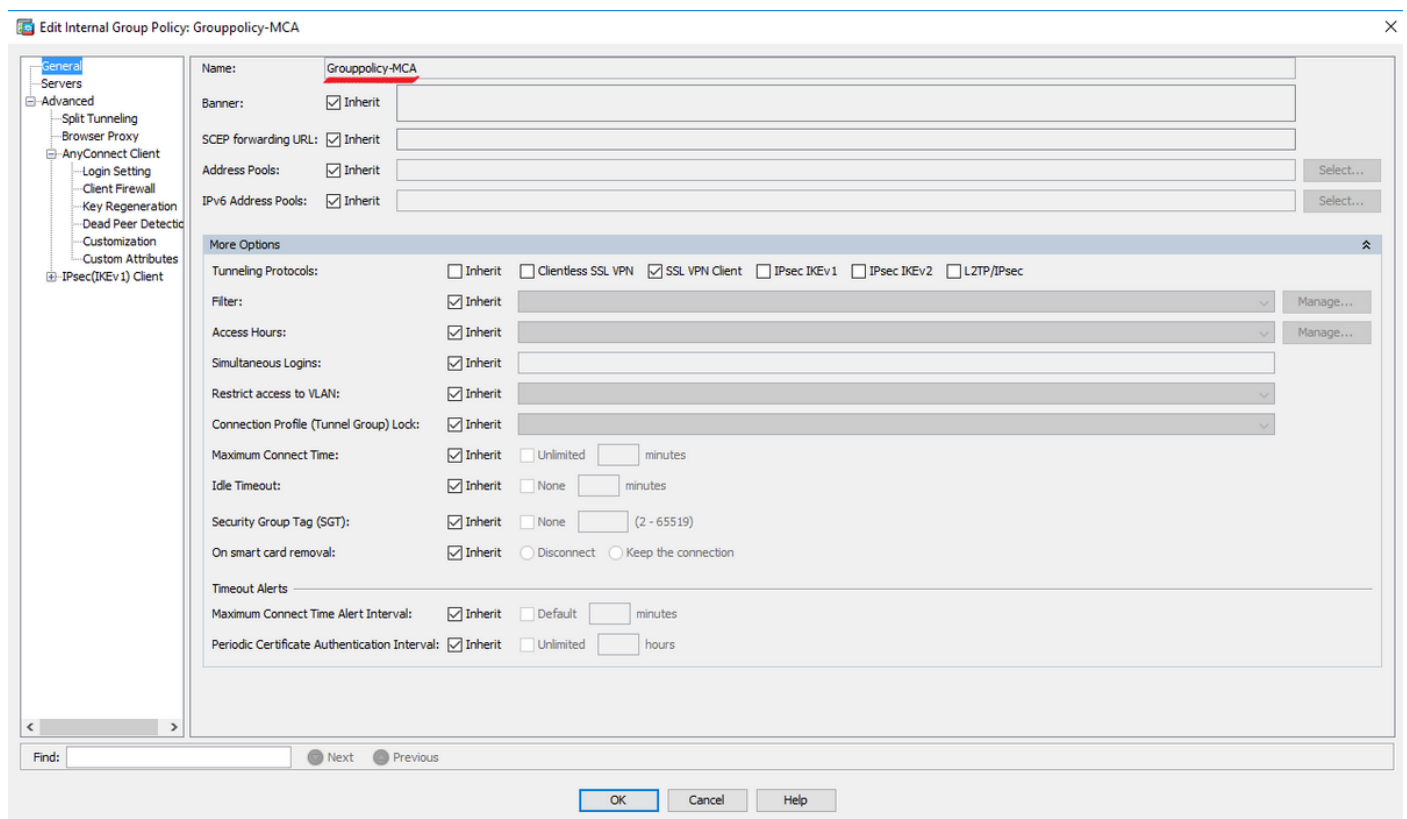 Edit Internal Group Policy: Grouppolicy-MCA
General
Servers
Advanced
Split Tunneling
Browser Proxy
AnyConnect Client
Login Setting
Client Firewall
Key Regeneration
Dead Peer Detectic
Customization
Custom Attributes
IPsec(IKEv1) Client
Name: Grouppolicy-MCA
Banner: Inherit
SCEP forwarding URL: Inherit
Address Pools: Inherit Select...
IPv6 Address Pools: Inherit Select...
More Options
Tunneling Protocols: Inherit Clientless SSL VPN SSL VPN Client IPsec IKEv1 IPsec IKEv2 L2TP/IPsec
Filter: Inherit Manage...
Access Hours: Inherit Manage...
Simultaneous Logins: Inherit
Restrict access to VLAN: Inherit
Connection Profile (Tunnel Group) Lock: Inherit
Maximum Connect Time: Inherit Unlimited minutes
Idle Timeout: Inherit None minutes
Security Group Tag (SGT): Inherit None (2 - 65519)
On smart card removal: Inherit Disconnect Keep the connection
Timeout Alerts
Maximum Connect Time Alert Interval: Inherit Default minutes
Periodic Certificate Authentication Interval: Inherit Unlimited hours
Find: Next Previous
OK Cancel Help